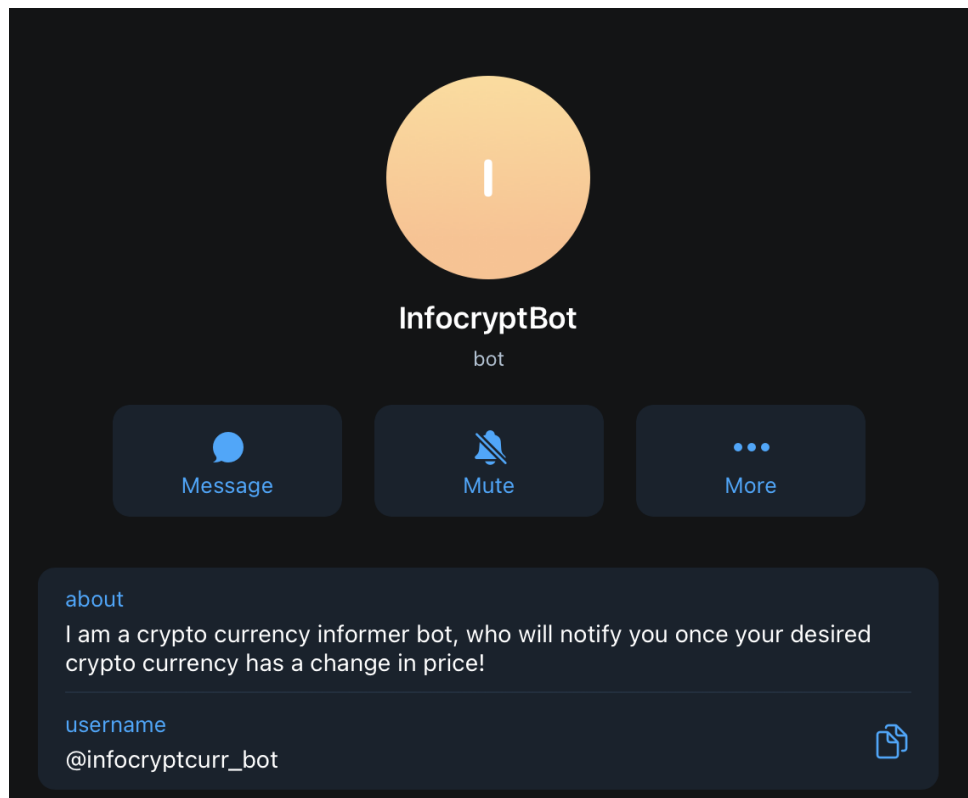 I
InfocryptBot
bot
Message
Mute
More
about
I am a crypto currency informer bot, who will notify you once your desired
crypto currency has a change in price!
username
@infocryptcurr_bot